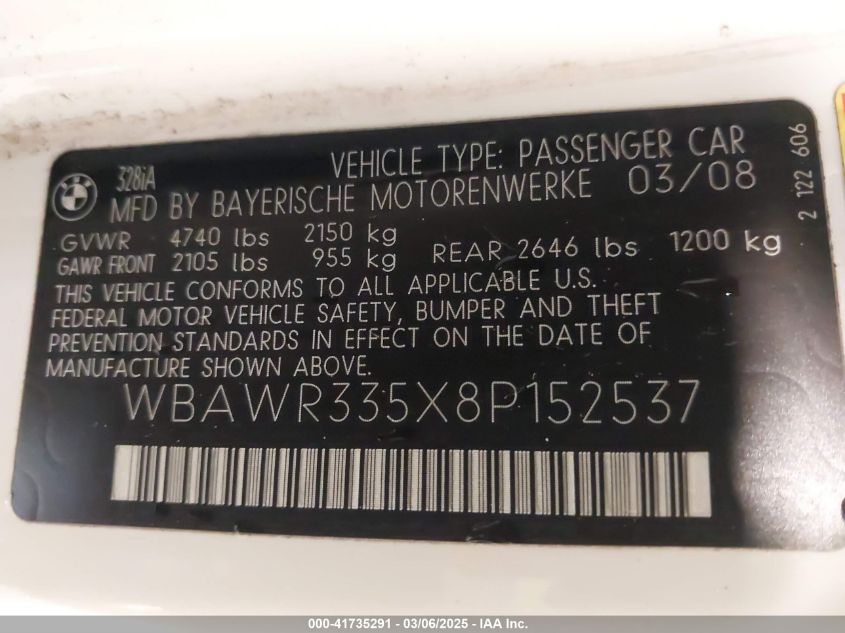 BMW
328iA
VEHICLE TYPE: PASSENGER CAR
MFD BY BAYERISCHE MOTORENWERKE 03/08
GVWR 4740 lbs 2150 kg
GAWR FRONT 2105 lbs 955 kg REAR 2646 lbs 1200 kg
THIS VEHICLE CONFORMS TO ALL APPLICABLE U.S.
FEDERAL MOTOR VEHICLE SAFETY, BUMPER AND THEFT
PREVENTION STANDARDS IN EFFECT ON THE DATE OF
MANUFACTURE SHOWN ABOVE.
WBAWR335X8P152537
2 122 606
000-41735291 - 03/06/2025 - IAA Inc.